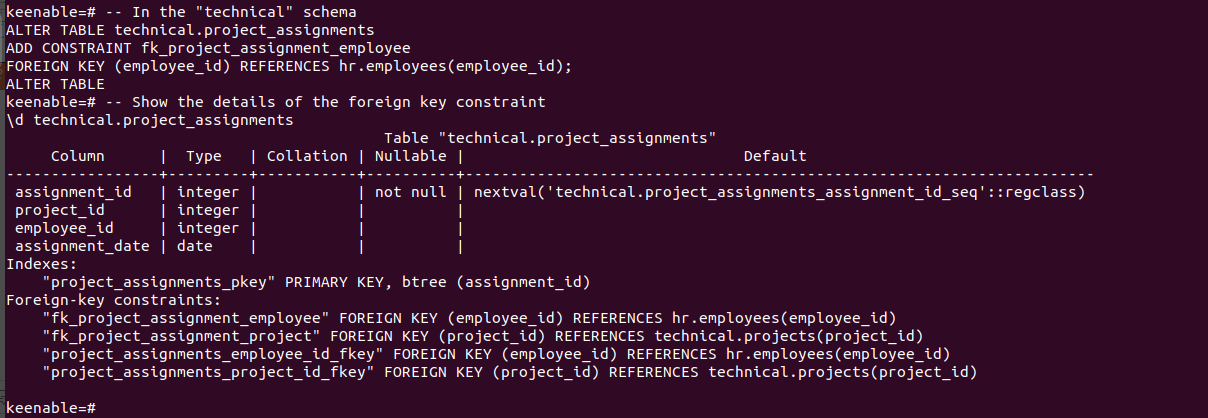 keenable=# -- In the "technical" schema
ALTER TABLE technical.project_assignments
ADD CONSTRAINT fk_project_assignment_employee
FOREIGN KEY (employee_id) REFERENCES hr.employees(employee_id);
ALTER TABLE
keenable=# -- Show the details of the foreign key constraint
\d technical.project_assignments
                                          Table "technical.project_assignments"
     Column      |  Type   | Collation | Nullable |                               Default
-----------------+---------+-----------+----------+----------------------------------------------------------------------
 assignment_id   | integer |           | not null | nextval('technical.project_assignments_assignment_id_seq'::regclass)
 project_id      | integer |           |          |
 employee_id     | integer |           |          |
 assignment_date | date    |           |          |
Indexes:
    "project_assignments_pkey" PRIMARY KEY, btree (assignment_id)
Foreign-key constraints:
    "fk_project_assignment_employee" FOREIGN KEY (employee_id) REFERENCES hr.employees(employee_id)
    "fk_project_assignment_project" FOREIGN KEY (project_id) REFERENCES technical.projects(project_id)
    "project_assignments_employee_id_fkey" FOREIGN KEY (employee_id) REFERENCES hr.employees(employee_id)
    "project_assignments_project_id_fkey" FOREIGN KEY (project_id) REFERENCES technical.projects(project_id)

keenable=#